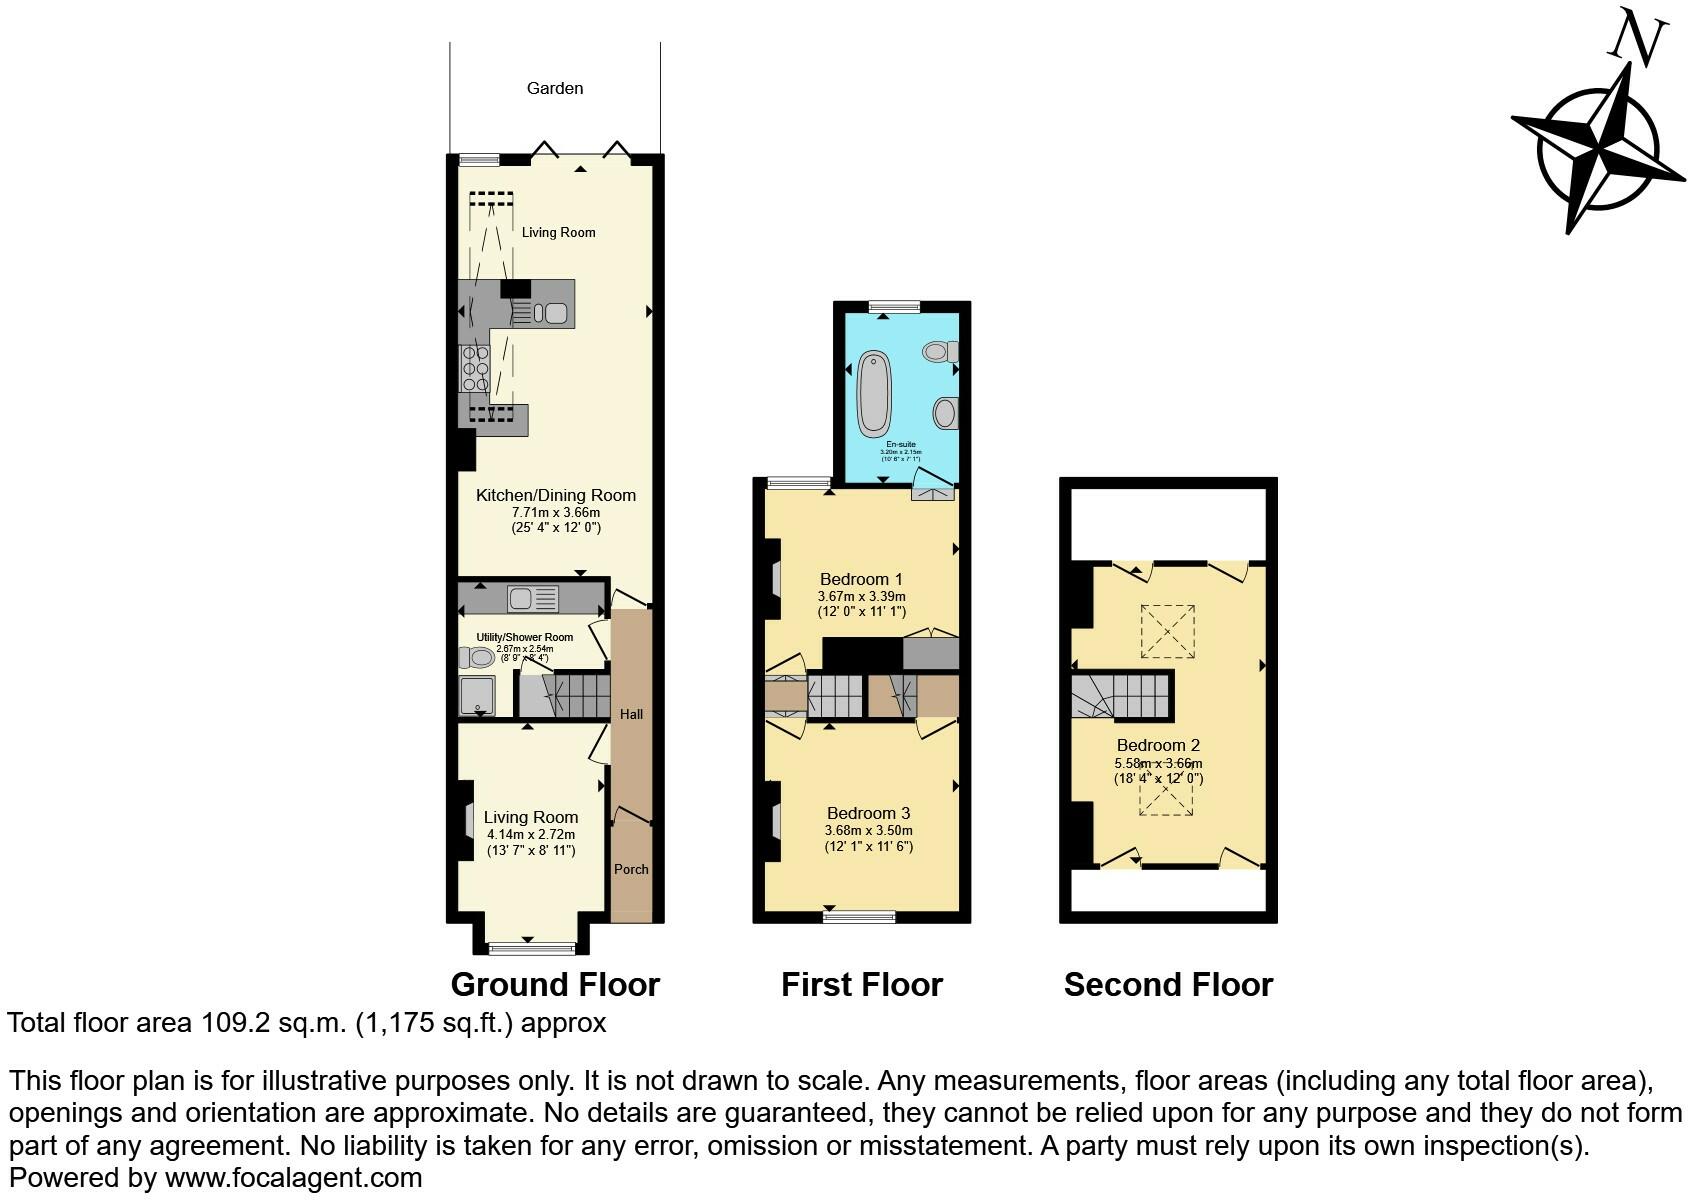 N
Garden
Living Room
Kitchen/Dining Room
7.71m x 3.66m
(25' 4" x 12' 0")
Utility/Shower Room
2.67m x 2.54m
(8' 9" x 8' 4")
Hall
Living Room
4.14m x 2.72m
(13' 7" x 8' 11")
Porch
Ground Floor
En-suite
3.20m x 2.15m
(10' 6" x 7' 1")
Bedroom 1
3.67m x 3.39m
(12' 0" x 11' 1")
Bedroom 3
3.68m x 3.50m
(12' 1" x 11' 6")
First Floor
Bedroom 2
5.58m x 3.66m
(18' 4" x 12' 0")
Second Floor
Total floor area 109.2 sq.m. (1,175 sq.ft.) approx
This floor plan is for illustrative purposes only. It is not drawn to scale. Any measurements, floor areas (including any total floor area),
openings and orientation are approximate. No details are guaranteed, they cannot be relied upon for any purpose and they do not form
part of any agreement. No liability is taken for any error, omission or misstatement. A party must rely upon its own inspection(s).
Powered by www.focalagent.com